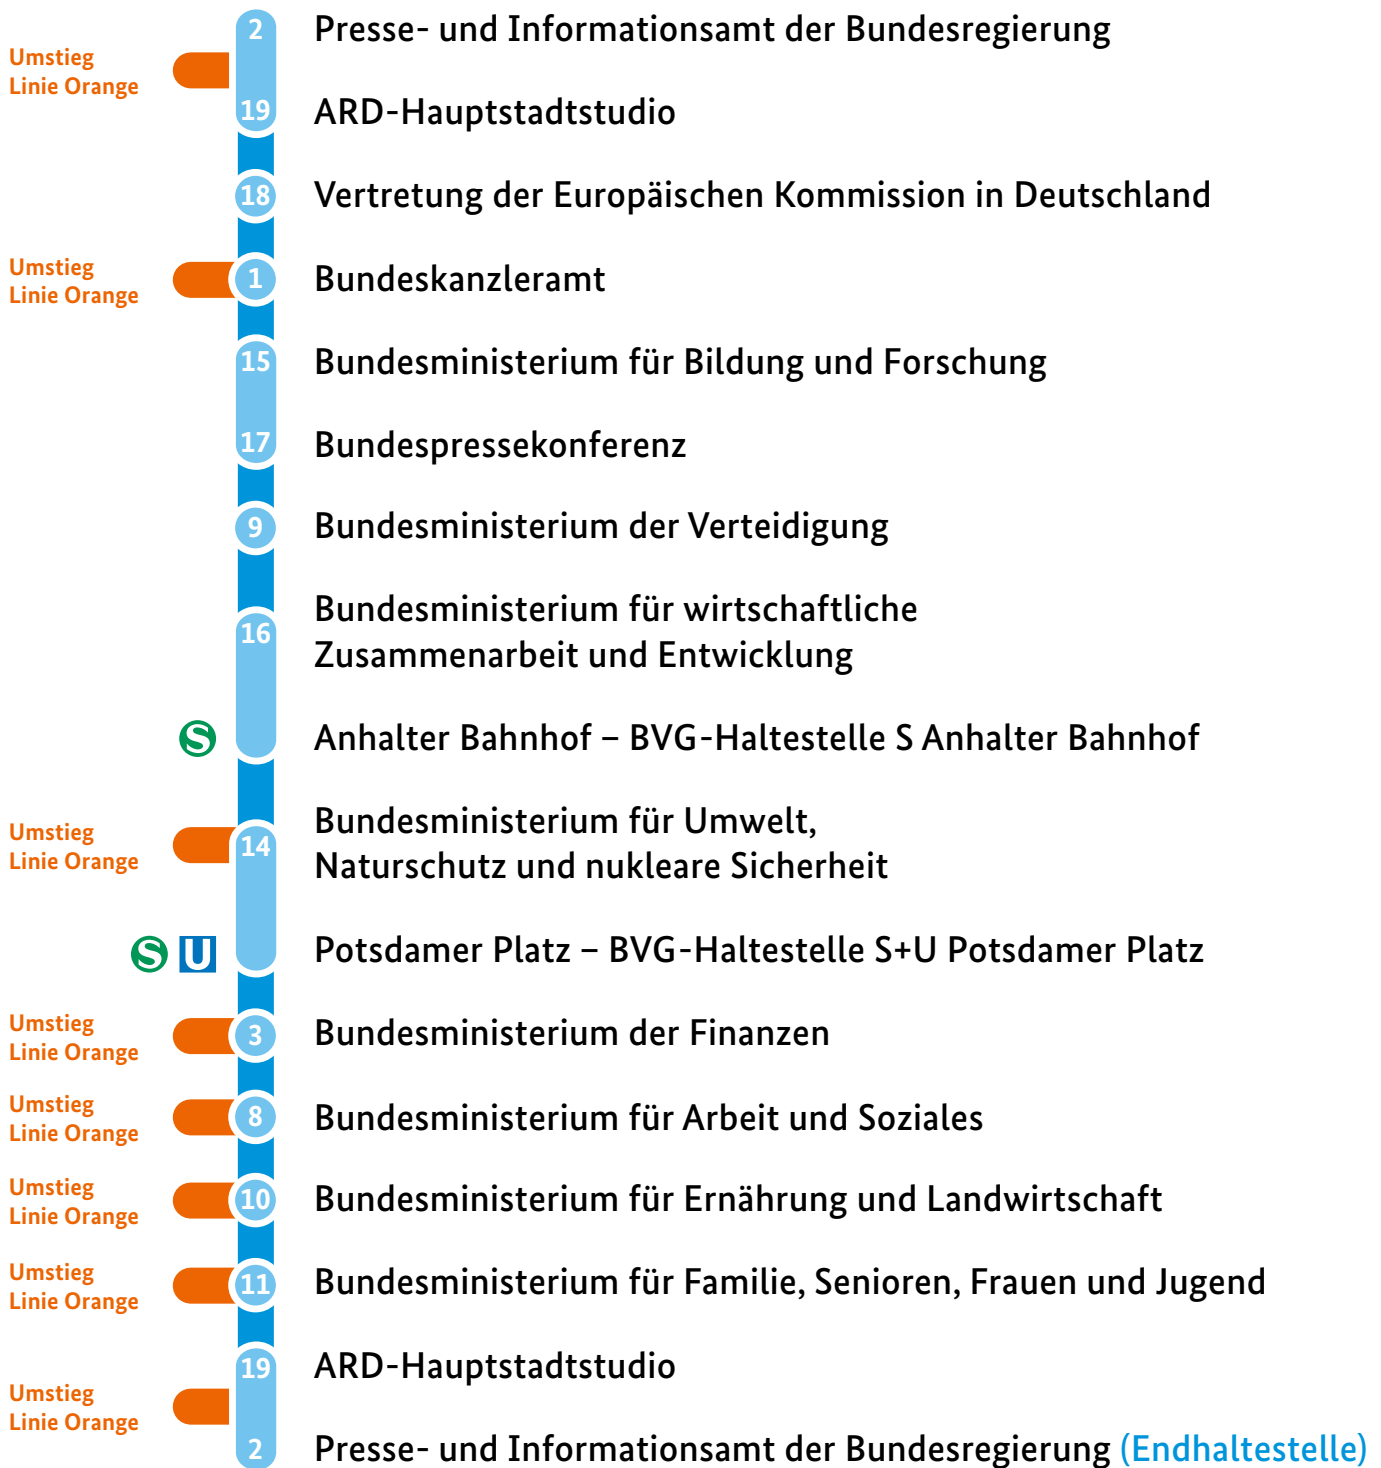 2 Presse- und Informationsamt der Bundesregierung
Umstieg
Linie Orange
19 ARD-Hauptstadtstudio
18 Vertretung der Europäischen Kommission in Deutschland
Umstieg
Linie Orange
1 Bundeskanzleramt
15 Bundesministerium für Bildung und Forschung
17 Bundespressekonferenz
9 Bundesministerium der Verteidigung
16 Bundesministerium für wirtschaftliche
Zusammenarbeit und Entwicklung
S Anhalter Bahnhof – BVG-Haltestelle S Anhalter Bahnhof
Umstieg
Linie Orange
14 Bundesministerium für Umwelt,
Naturschutz und nukleare Sicherheit
S U Potsdamer Platz – BVG-Haltestelle S+U Potsdamer Platz
Umstieg
Linie Orange
3 Bundesministerium der Finanzen
Umstieg
Linie Orange
8 Bundesministerium für Arbeit und Soziales
Umstieg
Linie Orange
10 Bundesministerium für Ernährung und Landwirtschaft
Umstieg
Linie Orange
11 Bundesministerium für Familie, Senioren, Frauen und Jugend
19 ARD-Hauptstadtstudio
Umstieg
Linie Orange
2 Presse- und Informationsamt der Bundesregierung (Endhaltestelle)